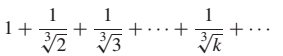 1 + 1/∛2 + 1/∛3 + ··· + 1/∛k + ···